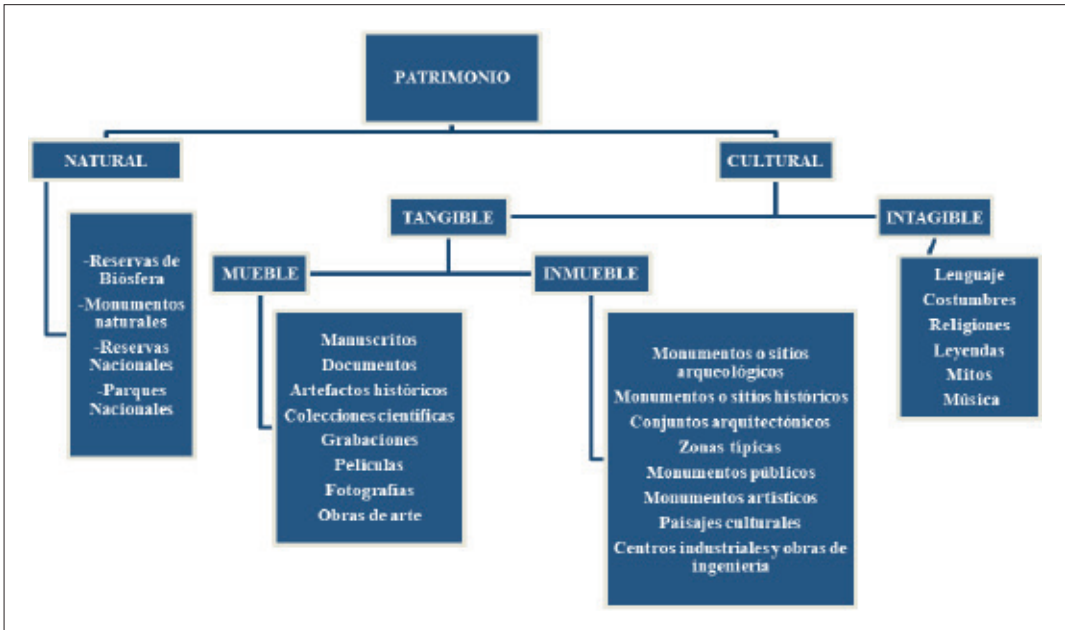 PATRIMONIO
NATURAL
CULTURAL
TANGIBLE
INTAGIBLE
MUEBLE
INMUEBLE
-Reservas de
Biósfera
-Monumentos
naturales
-Reservas
Nacionales
-Parques
Nacionales
Manuscritos
Documentos
Artefactos históricos
Colecciones científicas
Grabaciones
Películas
Fotografías
Obras de arte
Monumentos o sitios
arqueológicos
Monumentos o sitios históricos
Conjuntos arquitectónicos
Zonas típicas
Monumentos públicos
Monumentos artísticos
Paisajes culturales
Centros industriales y obras de
ingeniería
Lenguaje
Costumbres
Religiones
Leyendas
Mitos
Música